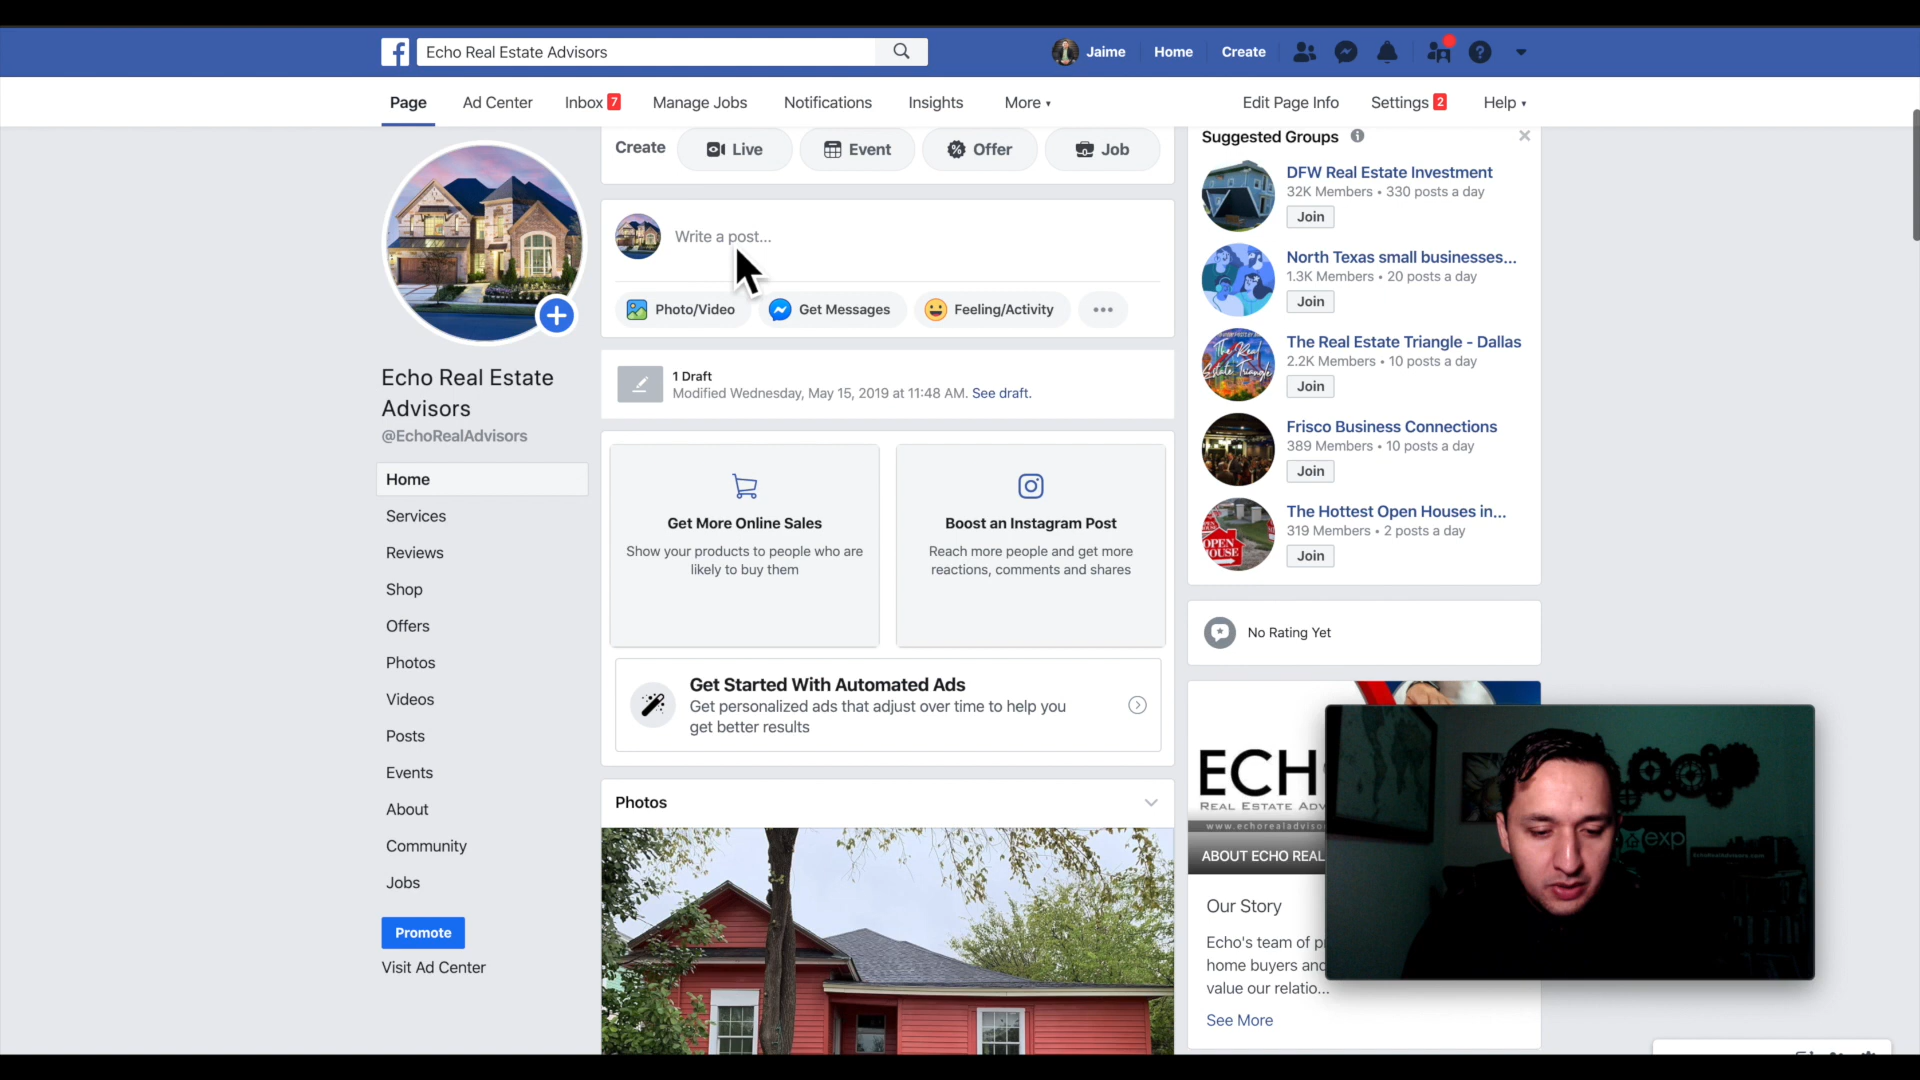 Echo Real Estate Advisors
Jaime
Home
Create
Page
Ad Center
Inbox 7
Manage Jobs
Notifications
Insights
More
Edit Page Info
Settings 2
Help
Echo Real Estate
Advisors
@EchoRealAdvisors
Home
Services
Reviews
Shop
Offers
Photos
Videos
Posts
Events
About
Community
Jobs
Promote
Visit Ad Center
Create
Live
Event
Offer
Job
Write a post...
Photo/Video
Get Messages
Feeling/Activity
1 Draft
Modified Wednesday, May 15, 2019 at 11:48 AM. See draft.
Get More Online Sales
Show your products to people who are
likely to buy them
Boost an Instagram Post
Reach more people and get more
reactions, comments and shares
Get Started With Automated Ads
Get personalized ads that adjust over time to help you
get better results
Photos
Suggested Groups
DFW Real Estate Investment
32K Members • 330 posts a day
Join
North Texas small businesses...
1.3K Members • 20 posts a day
Join
The Real Estate Triangle - Dallas
2.2K Members • 10 posts a day
Join
The Real
Estate Triangle
Frisco Business Connections
389 Members • 10 posts a day
Join
The Hottest Open Houses in...
319 Members • 2 posts a day
Join
OPEN
HOUSE
No Rating Yet
ECH
REAL ESTATE ADV
www.echorealadviso
ABOUT ECHO REAL
Our Story
Echo's team of p
home buyers and
value our relatio...
See More
exp